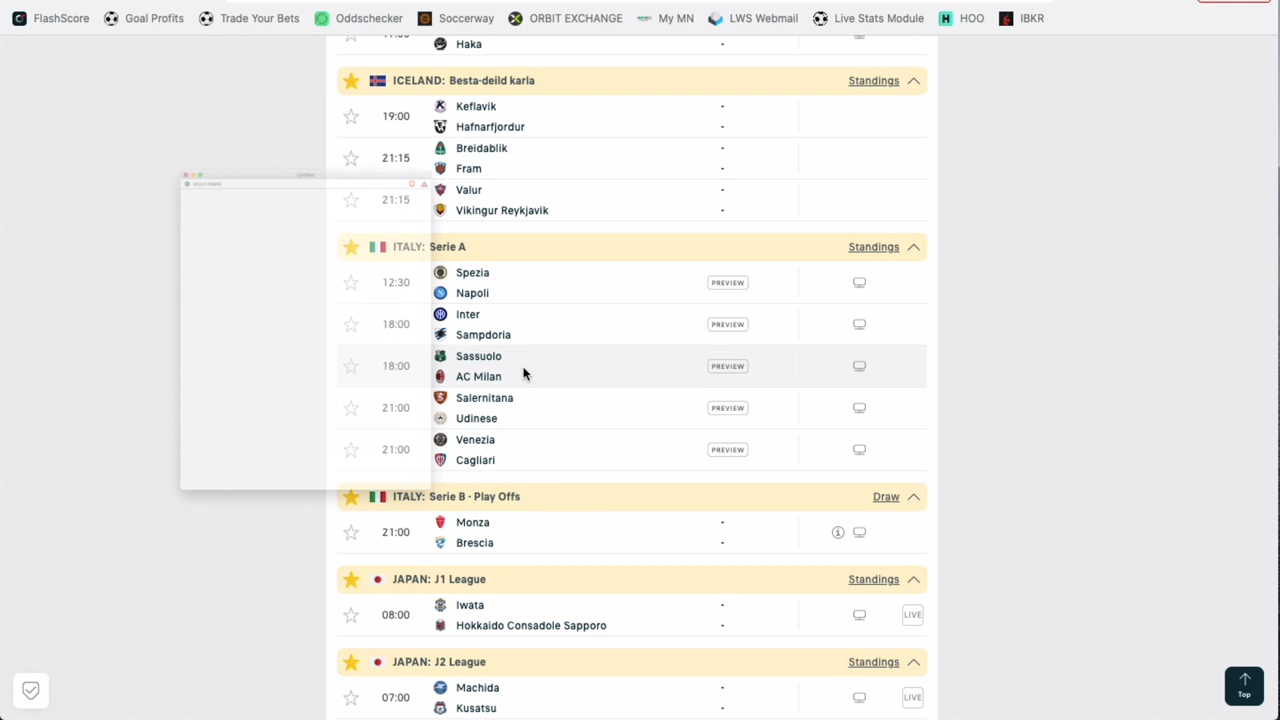 FlashScore Goal Profits Trade Your Bets Oddschecker Soccerway ORBIT EXCHANGE My MN LWS Webmail Live Stats Module HOO IBKR
17:00 Haka -
ICELAND: Besta-deild karla Standings
19:00 Keflavik -
Hafnarfjordur -
21:15 Breidablik -
Fram -
Untitled
about:blank
21:15 Valur -
Vikingur Reykjavik -
ITALY: Serie A Standings
12:30 Spezia PREVIEW
Napoli
18:00 Inter PREVIEW
Sampdoria
18:00 Sassuolo PREVIEW
AC Milan
21:00 Salernitana PREVIEW
Udinese
21:00 Venezia PREVIEW
Cagliari
ITALY: Serie B - Play Offs Draw
21:00 Monza -
Brescia -
JAPAN: J1 League Standings
08:00 Iwata - LIVE
Hokkaido Consadole Sapporo -
JAPAN: J2 League Standings
07:00 Machida - LIVE
Kusatsu -
Top